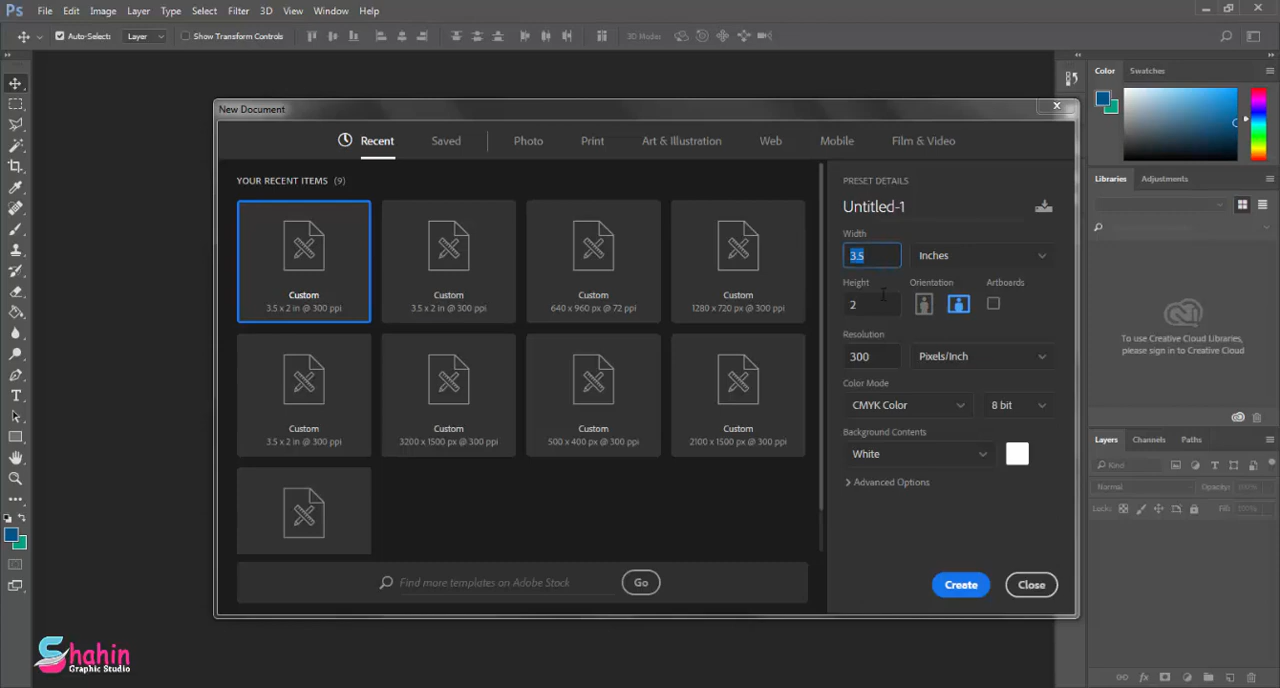 Ps File Edit Image Layer Type Select Filter 3D View Window Help
Auto-Select: Layer Show Transform Controls 3D Mode:
New Document
Recent Saved Photo Print Art & Illustration Web Mobile Film & Video
YOUR RECENT ITEMS (9)
Custom
3.5 x 2 in @ 300 ppi
Custom
3.5 x 2 in @ 300 ppi
Custom
640 x 960 px @ 72 ppi
Custom
1280 x 720 px @ 300 ppi
Custom
3.5 x 2 in @ 300 ppi
Custom
3200 x 1500 px @ 300 ppi
Custom
500 x 400 px @ 300 ppi
Custom
2100 x 1500 px @ 300 ppi
Find more templates on Adobe Stock Go
PRESET DETAILS
Untitled-1
Width
3.5 Inches
Height Orientation Artboards
2
Resolution
300 Pixels/Inch
Color Mode
CMYK Color 8 bit
Background Contents
White
Advanced Options
Create Close
Color Swatches
Libraries Adjustments
To use Creative Cloud Libraries,
please sign in to Creative Cloud
Layers Channels Paths
Kind
Normal Opacity: 100%
Lock: Fill: 100%
Shahin
Graphic Studio